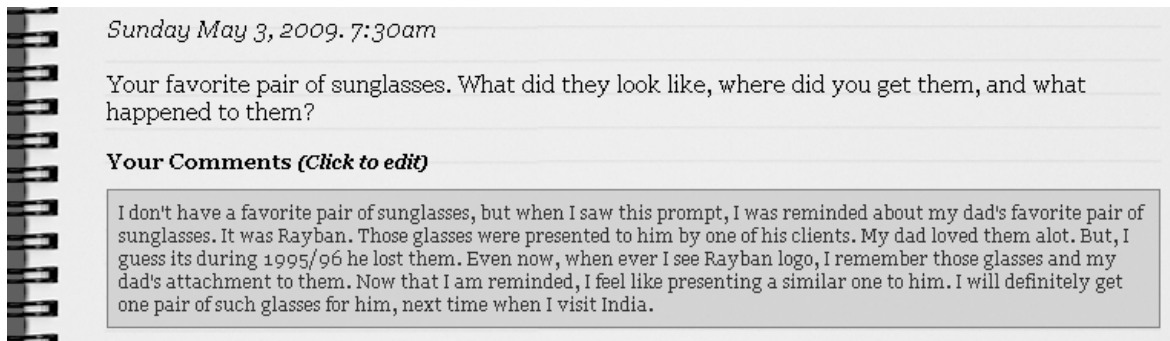 Sunday May 3, 2009. 7:30am
Your favorite pair of sunglasses. What did they look like, where did you get them, and what
happened to them?
Your Comments (Click to edit)
I don't have a favorite pair of sunglasses, but when I saw this prompt, I was reminded about my dad's favorite pair of
sunglasses. It was Rayban. Those glasses were presented to him by one of his clients. My dad loved them alot. But, I
guess its during 1995/96 he lost them. Even now, when ever I see Rayban logo, I remember those glasses and my
dad's attachment to them. Now that I am reminded, I feel like presenting a similar one to him. I will definitely get
one pair of such glasses for him, next time when I visit India.